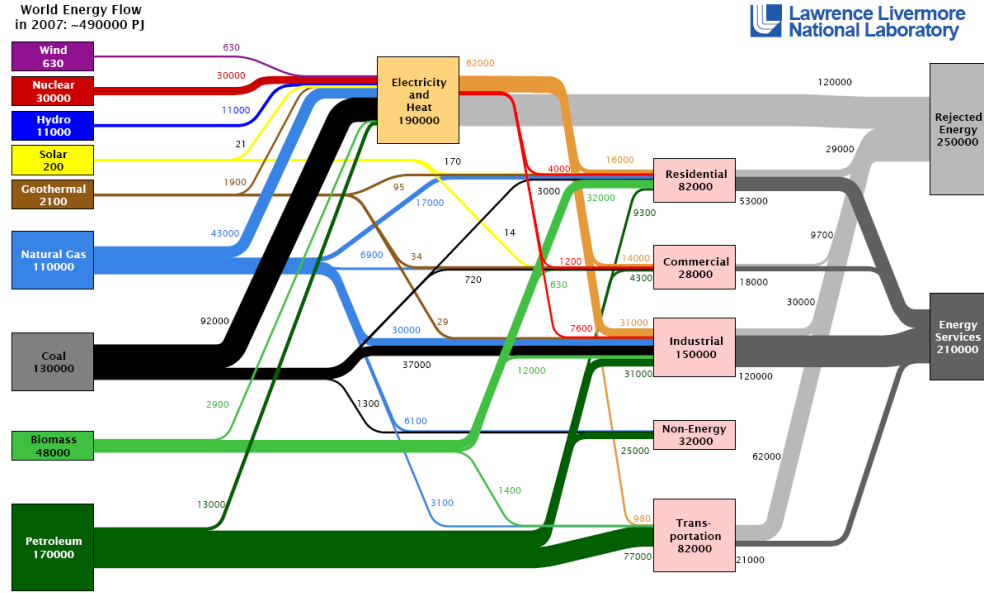 World Energy Flow
in 2007: ~490000 PJ
Lawrence Livermore
National Laboratory
Wind
630
Nuclear
30000
Hydro
11000
Solar
200
Geothermal
2100
Natural Gas
110000
Coal
130000
Biomass
48000
Petroleum
170000
630
30000
11000
21
1900
43000
92000
2900
13000
Electricity
and
Heat
190000
62000
170
95
17000
6900
34
3000
14
720
29
30000
37000
1300
6100
12000
3100
1400
4000
16000
32000
9300
1200
14000
630
4300
7600
31000
31000
25000
980
77000
Residential
82000
Commercial
28000
Industrial
150000
Non-Energy
32000
Trans-
portation
82000
120000
29000
53000
9700
18000
30000
120000
62000
21000
Rejected
Energy
250000
Energy
Services
210000